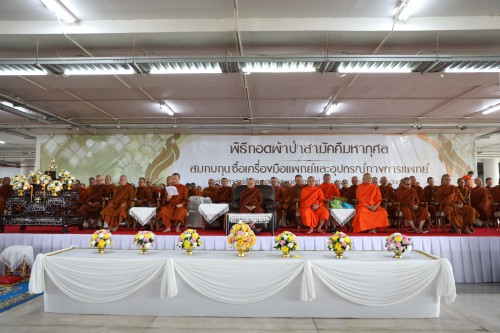 พิธีทอดผ้าป่าสามัคคีมหากุศล
สมทบทุนซื้อเครื่องมือแพทย์และอุปกรณ์ทางการแพทย์